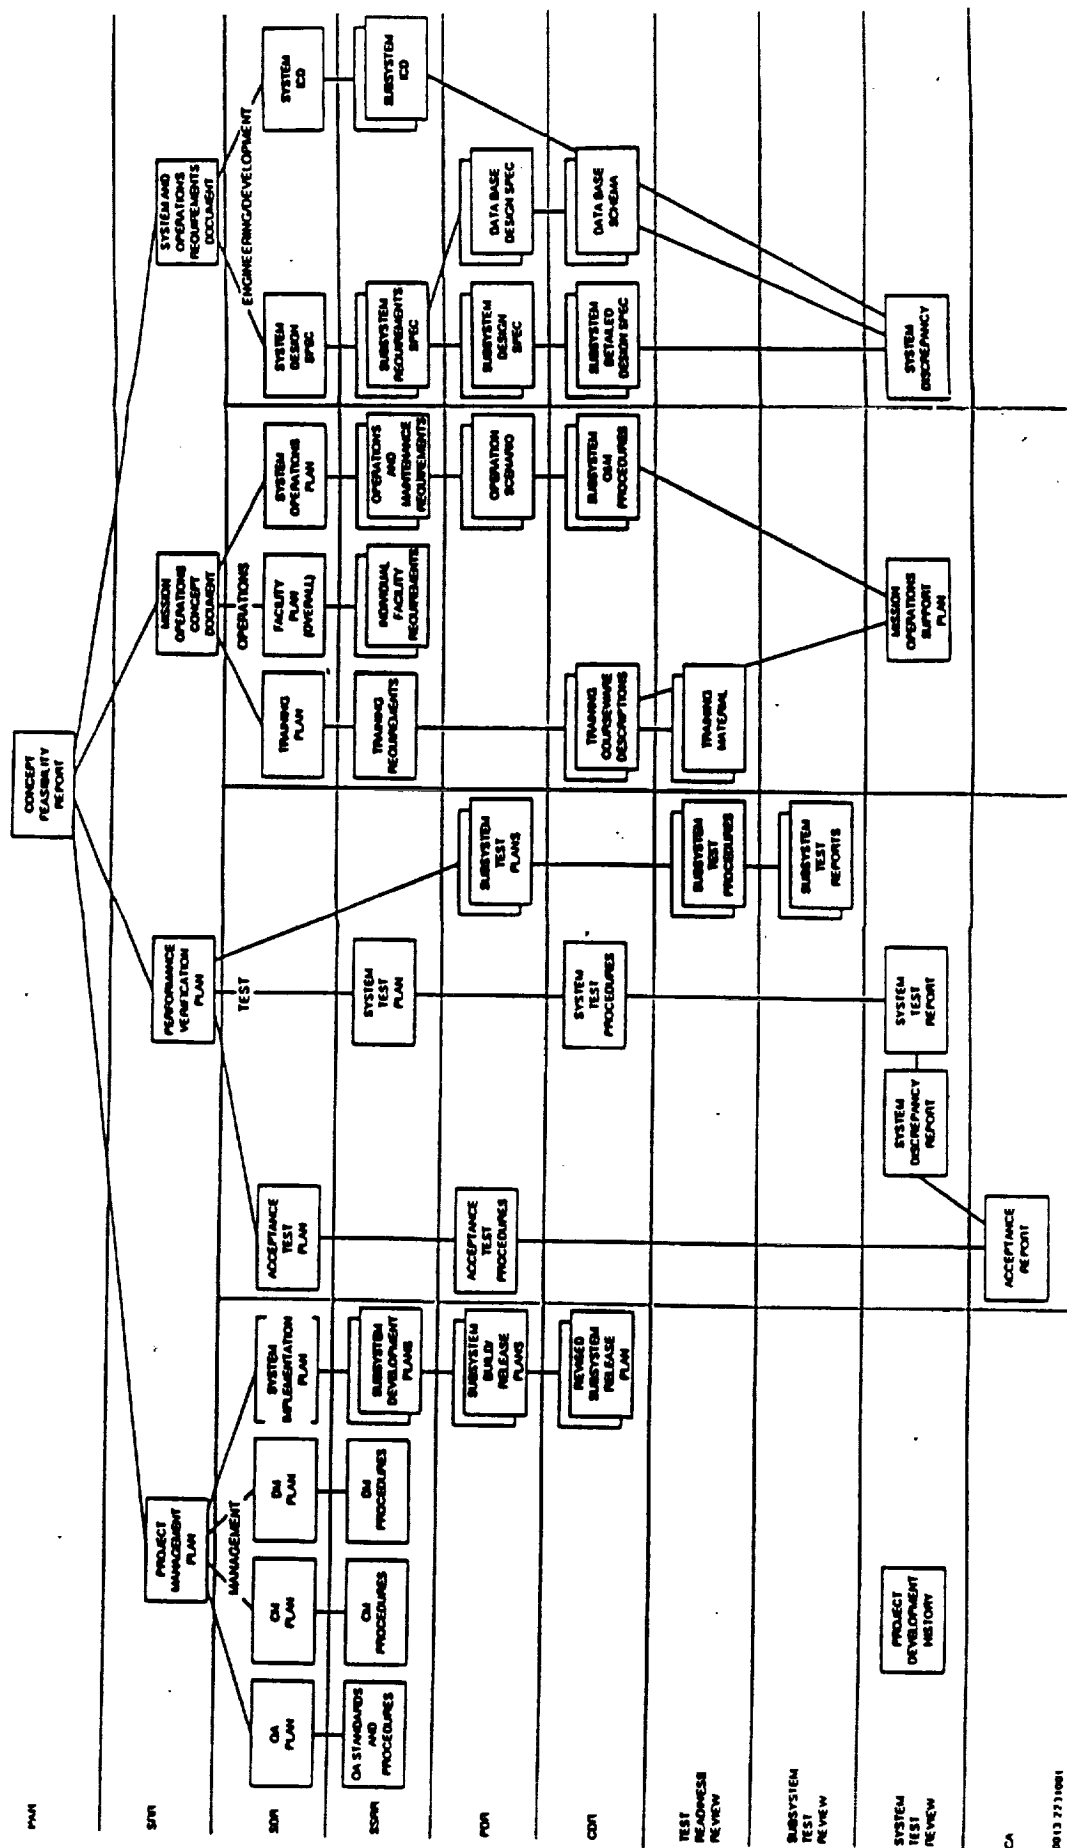 PAR
CONCEPT
FEASIBILITY
REPORT
SRR
PROJECT
MANAGEMENT
PLAN
PERFORMANCE
VERIFICATION
PLAN
MISSION
OPERATIONS
CONCEPT
DOCUMENT
SYSTEM AND
OPERATIONS
REQUIREMENTS
DOCUMENT
MANAGEMENT
TEST
OPERATIONS
ENGINEERING/DEVELOPMENT
SDR
QA
PLAN
CM
PLAN
DM
PLAN
SYSTEM
IMPLEMENTATION
PLAN
ACCEPTANCE
TEST
PLAN
TRAINING
PLAN
FACILITY
PLAN
(OVERALL)
SYSTEM
OPERATIONS
PLAN
SYSTEM
DESIGN
SPEC
SYSTEM
ICD
SSRR
QA STANDARDS
AND
PROCEDURES
CM
PROCEDURES
DM
PROCEDURES
SUBSYSTEM
DEVELOPMENT
PLANS
SYSTEM
TEST
PLAN
TRAINING
REQUIREMENTS
INDIVIDUAL
FACILITY
REQUIREMENTS
OPERATIONS
AND
MAINTENANCE
REQUIREMENTS
SUBSYSTEM
REQUIREMENTS
SPEC
SUBSYSTEM
ICD
PDR
SUBSYSTEM
BUILD/
RELEASE
PLANS
ACCEPTANCE
TEST
PROCEDURES
SUBSYSTEM
TEST
PLANS
OPERATION
SCENARIO
SUBSYSTEM
DESIGN
SPEC
DATA BASE
DESIGN SPEC
CDR
REVISED
SUBSYSTEM
RELEASE
PLAN
SYSTEM
TEST
PROCEDURES
TRAINING
COURSEWARE
DESCRIPTIONS
SUBSYSTEM
O&M
PROCEDURES
SUBSYSTEM
DETAILED
DESIGN SPEC
DATA BASE
SCHEMA
TEST
READINESS
REVIEW
SUBSYSTEM
TEST
PROCEDURES
TRAINING
MATERIAL
SUBSYSTEM
TEST
REVIEW
SUBSYSTEM
TEST
REPORTS
SYSTEM
TEST
REVIEW
PROJECT
DEVELOPMENT
HISTORY
SYSTEM
DISCREPANCY
REPORT
SYSTEM
TEST
REPORT
MISSION
OPERATIONS
SUPPORT
PLAN
SYSTEM
DISCREPANCY
CA
ACCEPTANCE
REPORT